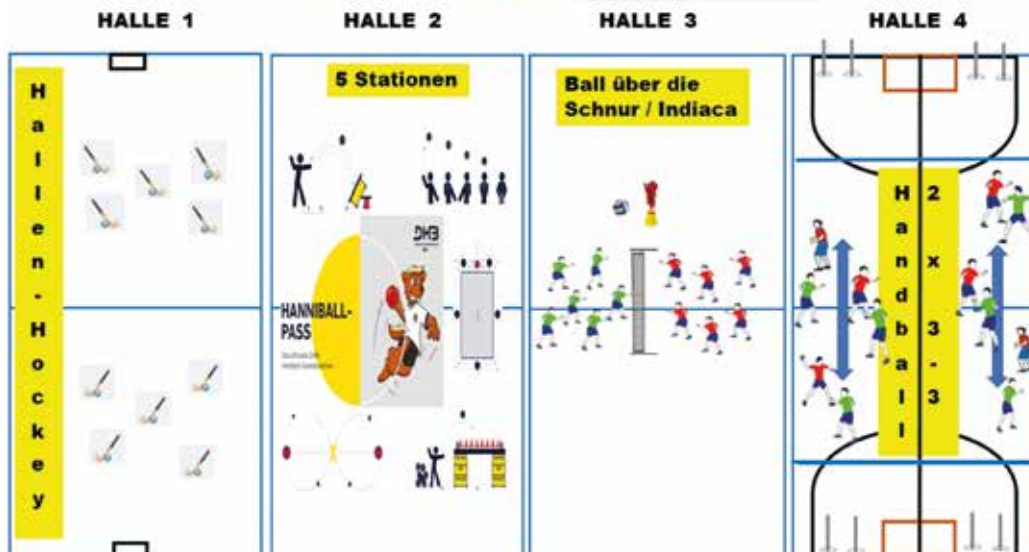 HALLE 1
HALLE 2
HALLE 3
HALLE 4
Hallen-Hockey
5 Stationen
DHB
HANNIBALL-
PASS
Ball über die
Schnur / Indiaca
Handball
2 x 3-3